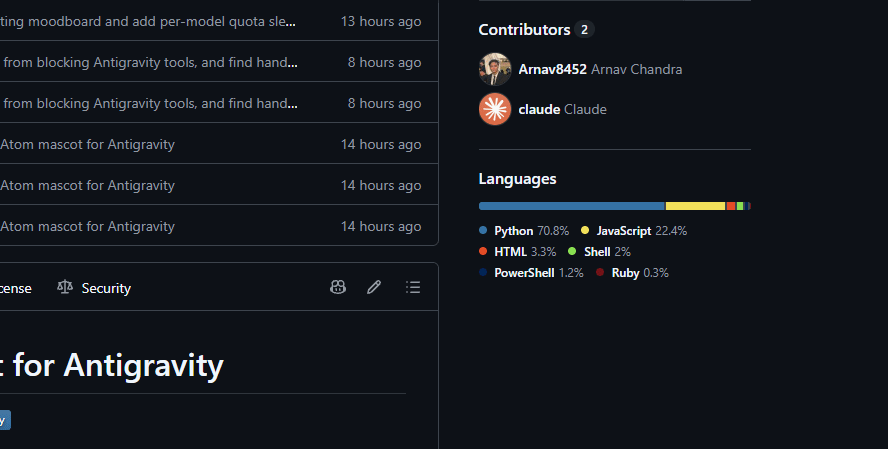 ting moodboard and add per-model quota sle... 13 hours ago
from blocking Antigravity tools, and find hand... 8 hours ago
from blocking Antigravity tools, and find hand... 8 hours ago
Atom mascot for Antigravity 14 hours ago
Atom mascot for Antigravity 14 hours ago
Atom mascot for Antigravity 14 hours ago
cense Security
t for Antigravity
y
Contributors 2
Arnav8452 Arnav Chandra
claude Claude
Languages
Python 70.8% JavaScript 22.4%
HTML 3.3% Shell 2%
PowerShell 1.2% Ruby 0.3%